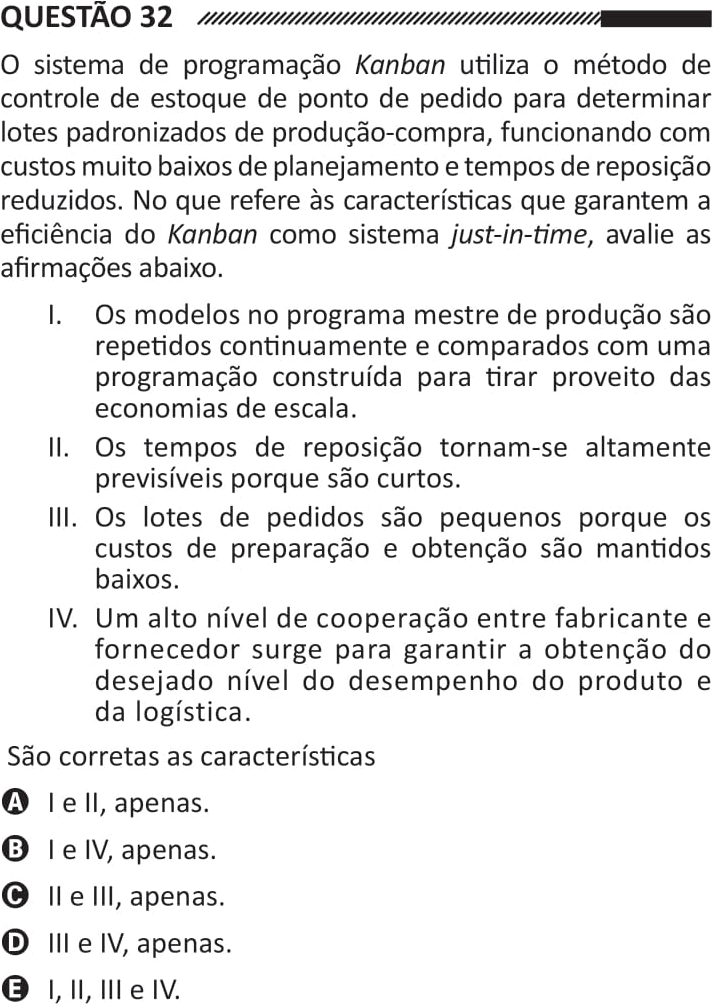 QUESTÃO 32
O sistema de programação Kanban utiliza o método de
controle de estoque de ponto de pedido para determinar
lotes padronizados de produção-compra, funcionando com
custos muito baixos de planejamento e tempos de reposição
reduzidos. No que refere às características que garantem a
eficiência do Kanban como sistema just-in-time, avalie as
afirmações abaixo.
I. Os modelos no programa mestre de produção são
repetidos continuamente e comparados com uma
programação construída para tirar proveito das
economias de escala.
II. Os tempos de reposição tornam-se altamente
previsíveis porque são curtos.
III. Os lotes de pedidos são pequenos porque os
custos de preparação e obtenção são mantidos
baixos.
IV. Um alto nível de cooperação entre fabricante e
fornecedor surge para garantir a obtenção do
desejado nível do desempenho do produto e
da logística.
São corretas as características
A I e II, apenas.
B I e IV, apenas.
C II e III, apenas.
D III e IV, apenas.
E I, II, III e IV.